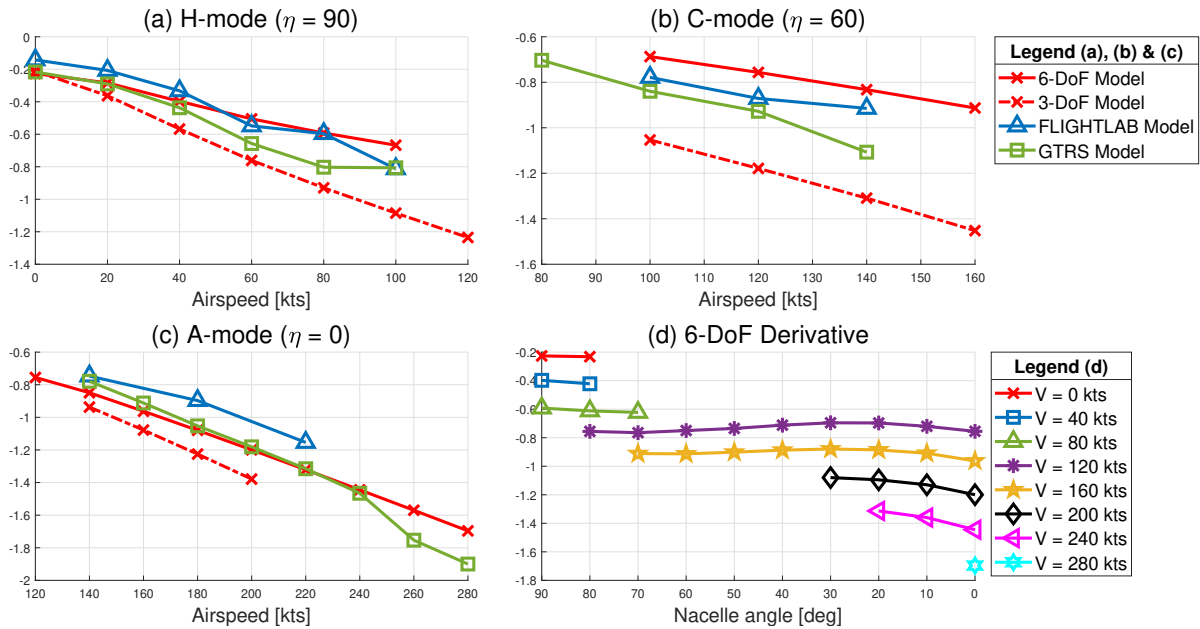 (a) H-mode (η = 90)
0
-0.2
-0.4
-0.6
-0.8
-1
-1.2
-1.4
0 20 40 60 80 100 120
Airspeed [kts]
(b) C-mode (η = 60)
-0.6
-0.8
-1
-1.2
-1.4
-1.6
80 90 100 110 120 130 140 150 160
Airspeed [kts]
Legend (a), (b) & (c)
6-DoF Model
3-DoF Model
FLIGHTLAB Model
GTRS Model
(c) A-mode (η = 0)
-0.6
-0.8
-1
-1.2
-1.4
-1.6
-1.8
-2
120 140 160 180 200 220 240 260 280
Airspeed [kts]
(d) 6-DoF Derivative
-0.2
-0.4
-0.6
-0.8
-1
-1.2
-1.4
-1.6
-1.8
90 80 70 60 50 40 30 20 10 0
Nacelle angle [deg]
Legend (d)
V = 0 kts
V = 40 kts
V = 80 kts
V = 120 kts
V = 160 kts
V = 200 kts
V = 240 kts
V = 280 kts